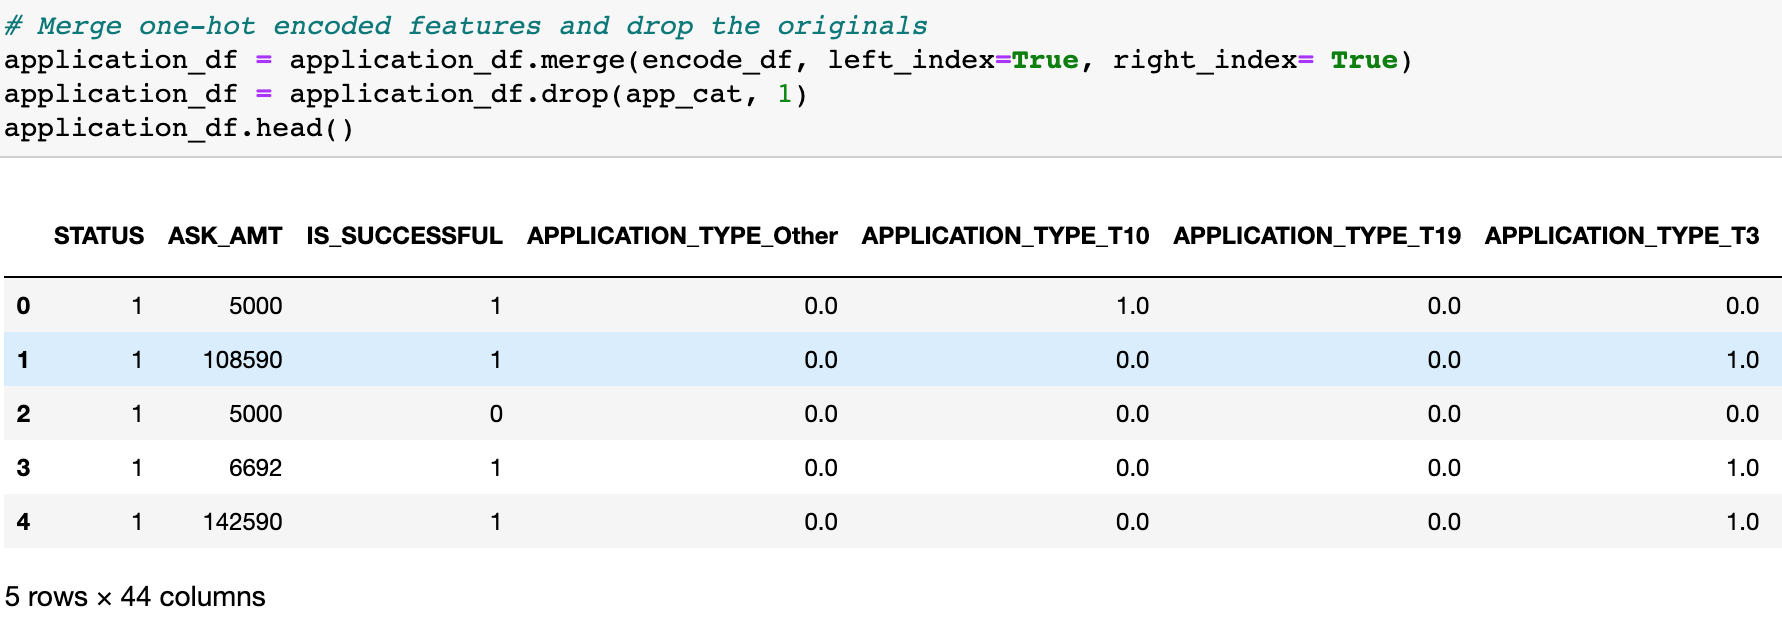 # Merge one-hot encoded features and drop the originals
application_df = application_df.merge(encode_df, left_index=True, right_index= True)
application_df = application_df.drop(app_cat, 1)
application_df.head()
STATUS ASK_AMT IS_SUCCESSFUL APPLICATION_TYPE_Other APPLICATION_TYPE_T10 APPLICATION_TYPE_T19 APPLICATION_TYPE_T3
0 1 5000 1 0.0 1.0 0.0 0.0
1 1 108590 1 0.0 0.0 0.0 1.0
2 1 5000 0 0.0 0.0 0.0 0.0
3 1 6692 1 0.0 0.0 0.0 1.0
4 1 142590 1 0.0 0.0 0.0 1.0
5 rows × 44 columns